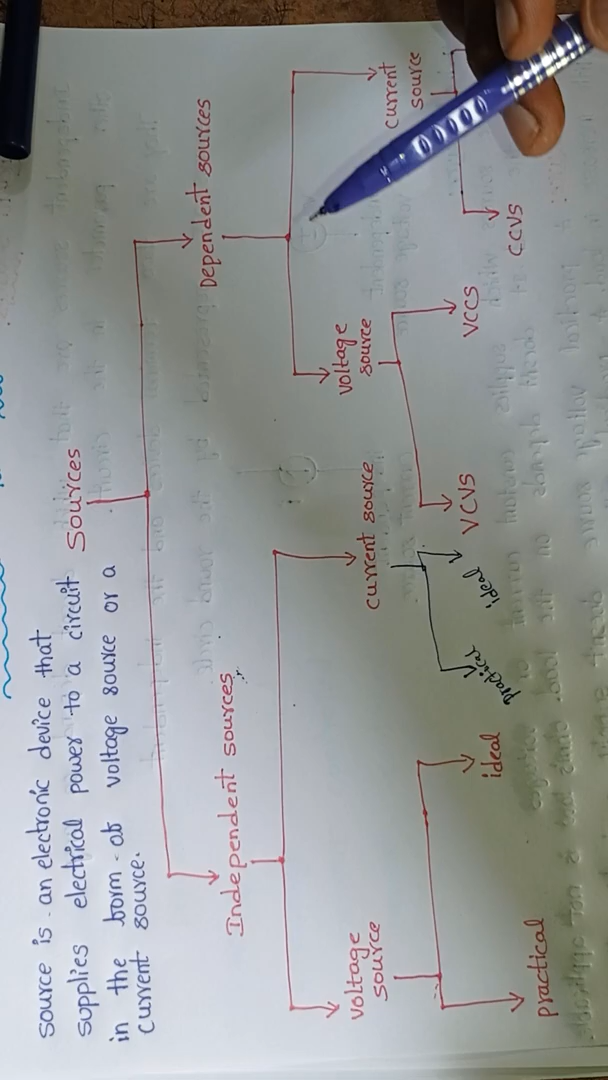 source is an electronic device that
supplies electrical power to a circuit
in the form of voltage source or a
current source.
Sources
Independent sources
Dependent sources
voltage
source
current source
voltage
source
current
source
practical
ideal
practical
ideal
VCVS
VCCS
CCVS